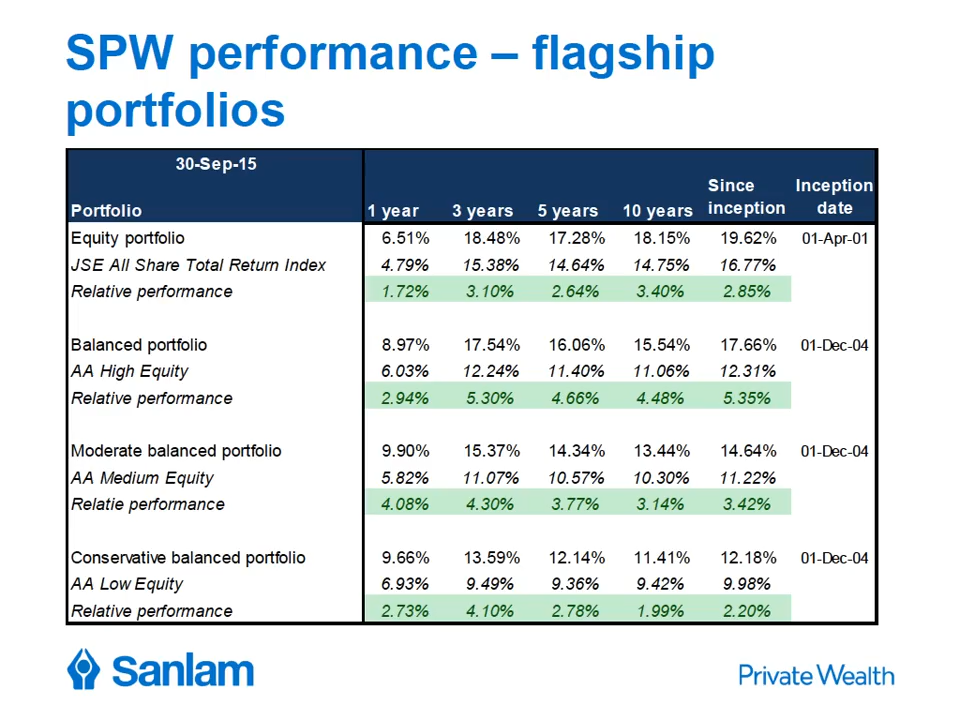 SPW performance – flagship
portfolios
30-Sep-15
Portfolio 1 year 3 years 5 years 10 years Since inception Inception date
Equity portfolio 6.51% 18.48% 17.28% 18.15% 19.62% 01-Apr-01
JSE All Share Total Return Index 4.79% 15.38% 14.64% 14.75% 16.77%
Relative performance 1.72% 3.10% 2.64% 3.40% 2.85%
Balanced portfolio 8.97% 17.54% 16.06% 15.54% 17.66% 01-Dec-04
AA High Equity 6.03% 12.24% 11.40% 11.06% 12.31%
Relative performance 2.94% 5.30% 4.66% 4.48% 5.35%
Moderate balanced portfolio 9.90% 15.37% 14.34% 13.44% 14.64% 01-Dec-04
AA Medium Equity 5.82% 11.07% 10.57% 10.30% 11.22%
Relatie performance 4.08% 4.30% 3.77% 3.14% 3.42%
Conservative balanced portfolio 9.66% 13.59% 12.14% 11.41% 12.18% 01-Dec-04
AA Low Equity 6.93% 9.49% 9.36% 9.42% 9.98%
Relative performance 2.73% 4.10% 2.78% 1.99% 2.20%
Sanlam Private Wealth